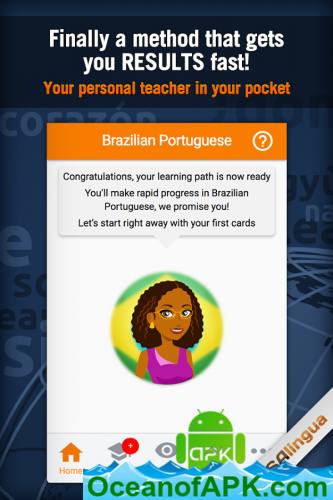 Finally a method that gets
you RESULTS fast!
Your personal teacher in your pocket
corazón
Brazilian Portuguese
?
Congratulations, your learning path is now ready
You'll make rapid progress in Brazilian
Portuguese, we promise you!
Let's start right away with your first cards
+
Home
APK
OceanofAPK.com